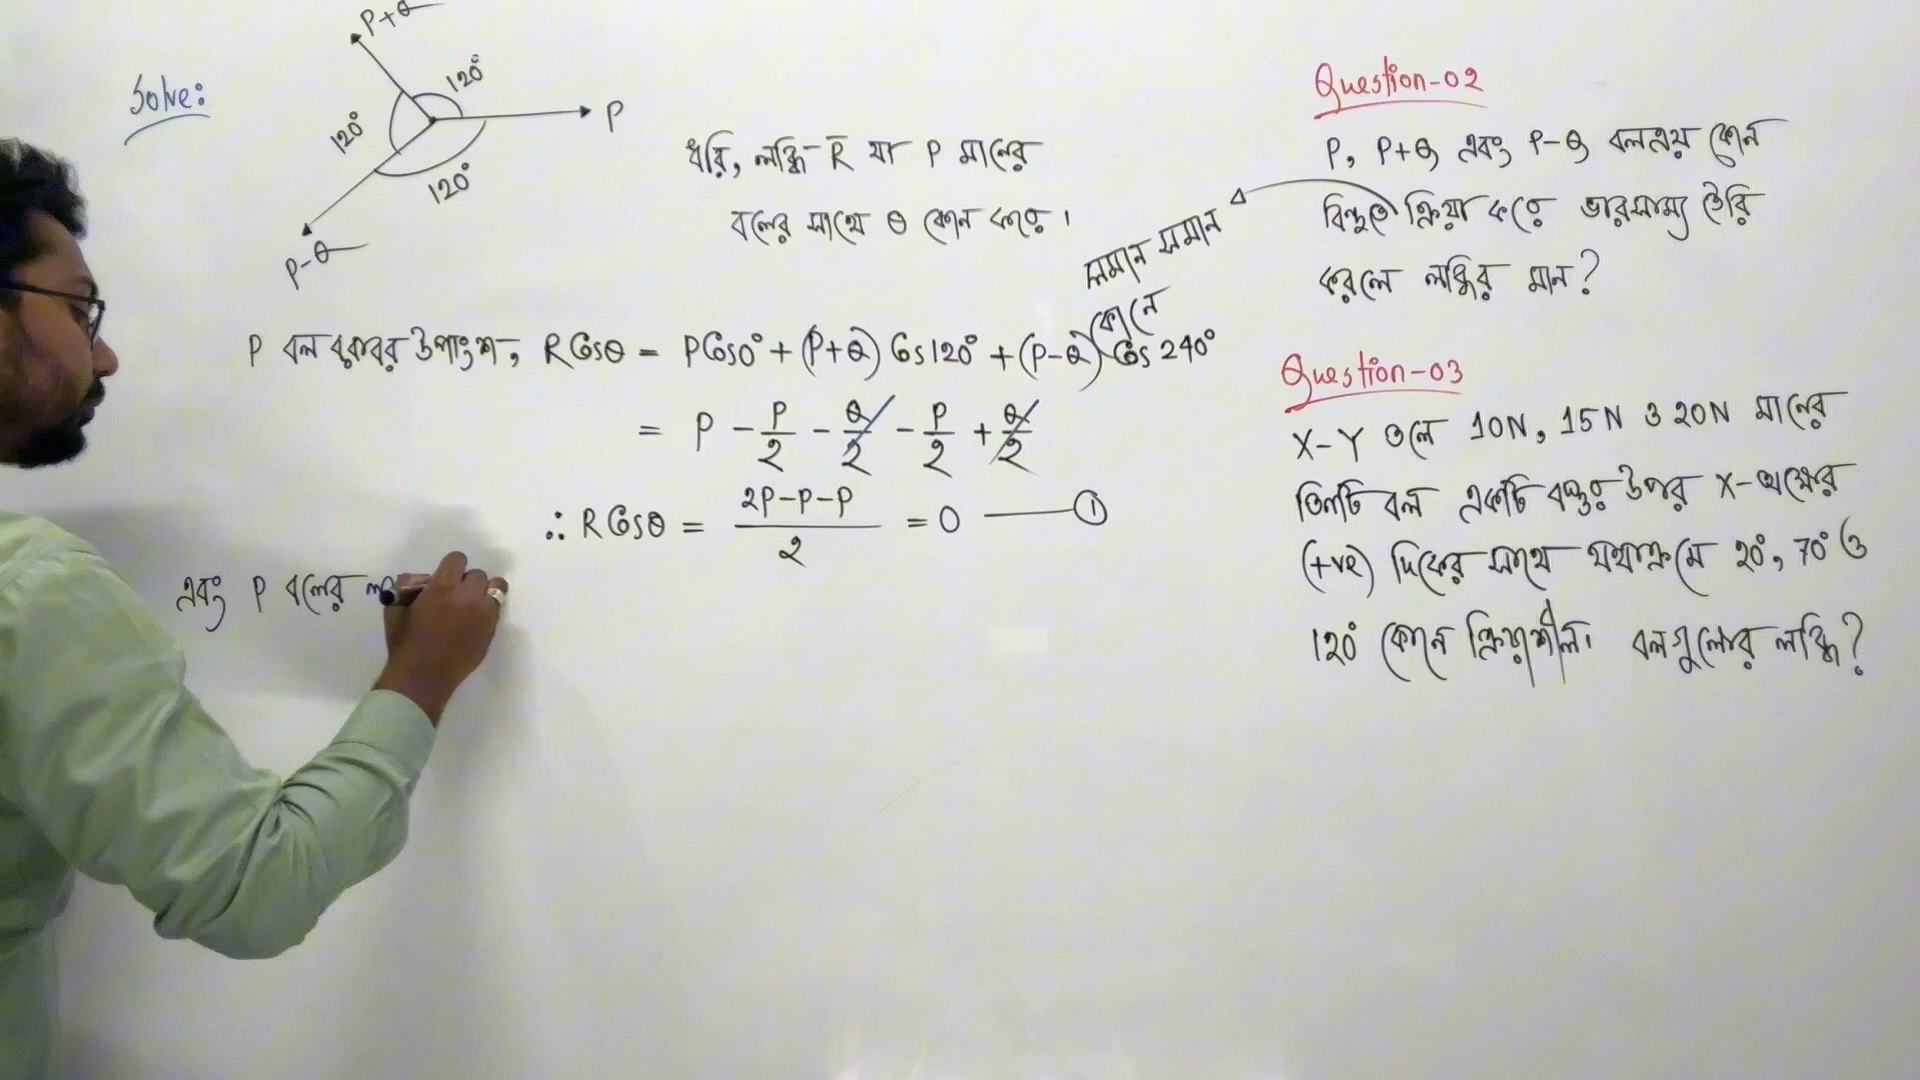 Solve:
P+Q
120°
120°
120°
P
P-Q
ধরি, লব্ধি R̄ যা P মানের
বলের সাথে θ কোন করে।
P বল বরাবর উপাংশ, RCosθ = PCos0° + (P+Q) Cos120° + (P-Q) Cos 240°
= P - P/2 - Q/2 - P/2 + Q/2
∴ RCosθ = (2P-P-P)/2 = 0 —— ①
এবং P বলের
সমান সমান
কোনে
Question-02
P, P+Q এবং P-Q বলত্রয় কোন
বিন্দুতে ক্রিয়া করে ভারসাম্য তৈরি
করলে লব্ধির মান?
Question-03
X-Y তলে 10N, 15N ও 20N মানের
তিনটি বল একটি বস্তুর উপর X-অক্ষের
(+ve) দিকের সাথে যথাক্রমে 20°, 70° ও
120° কোনে ক্রিয়াশীল। বলগুলোর লব্ধি?